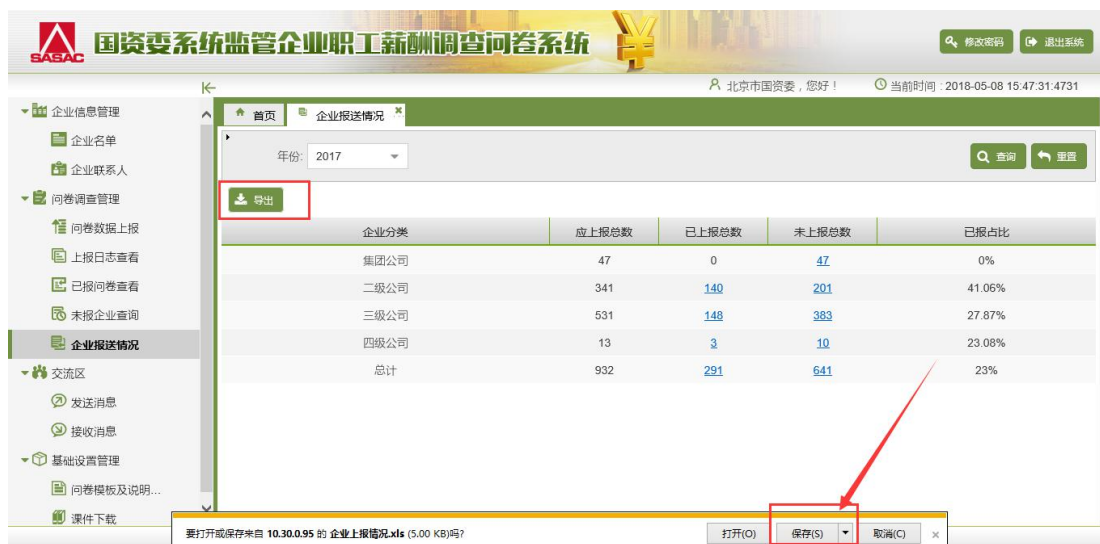 SASAC 国资委系统监管企业职工薪酬调查问卷系统 修改密码 退出系统
北京市国资委，您好！ 当前时间：2018-05-08 15:47:31:4731
企业信息管理
企业名单
企业联系人
问卷调查管理
问卷数据上报
上报日志查看
已报问卷查看
未报企业查询
企业报送情况
交流区
发送消息
接收消息
基础设置管理
问卷模板及说明...
课件下载
首页 企业报送情况
年份: 2017 查询 重置
导出
企业分类 应上报总数 已上报总数 未上报总数 已报占比
集团公司 47 0 47 0%
二级公司 341 140 201 41.06%
三级公司 531 148 383 27.87%
四级公司 13 3 10 23.08%
总计 932 291 641 23%
要打开或保存来自 10.30.0.95 的 企业上报情况.xls (5.00 KB)吗? 打开(O) 保存(S) 取消(C)